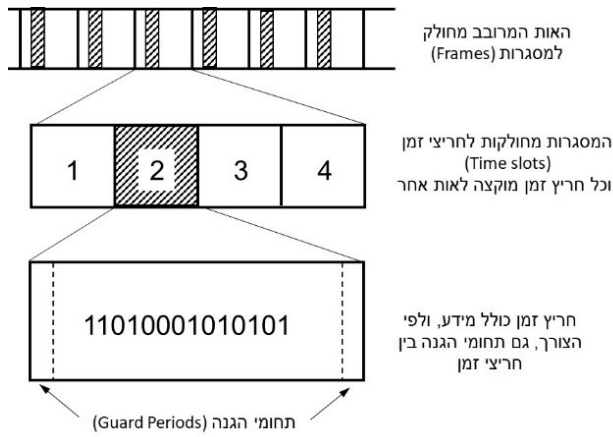 האות המרובב מחולק
למסגרות (Frames)
המסגרות מחולקות לחריצי זמן
(Time slots)
וכל חריץ זמן מוקצה לאות אחר
1 2 3 4
חריץ זמן כולל מידע, ולפי
הצורך, גם תחומי הגנה בין
חריצי זמן
11010001010101
תחומי הגנה (Guard Periods)